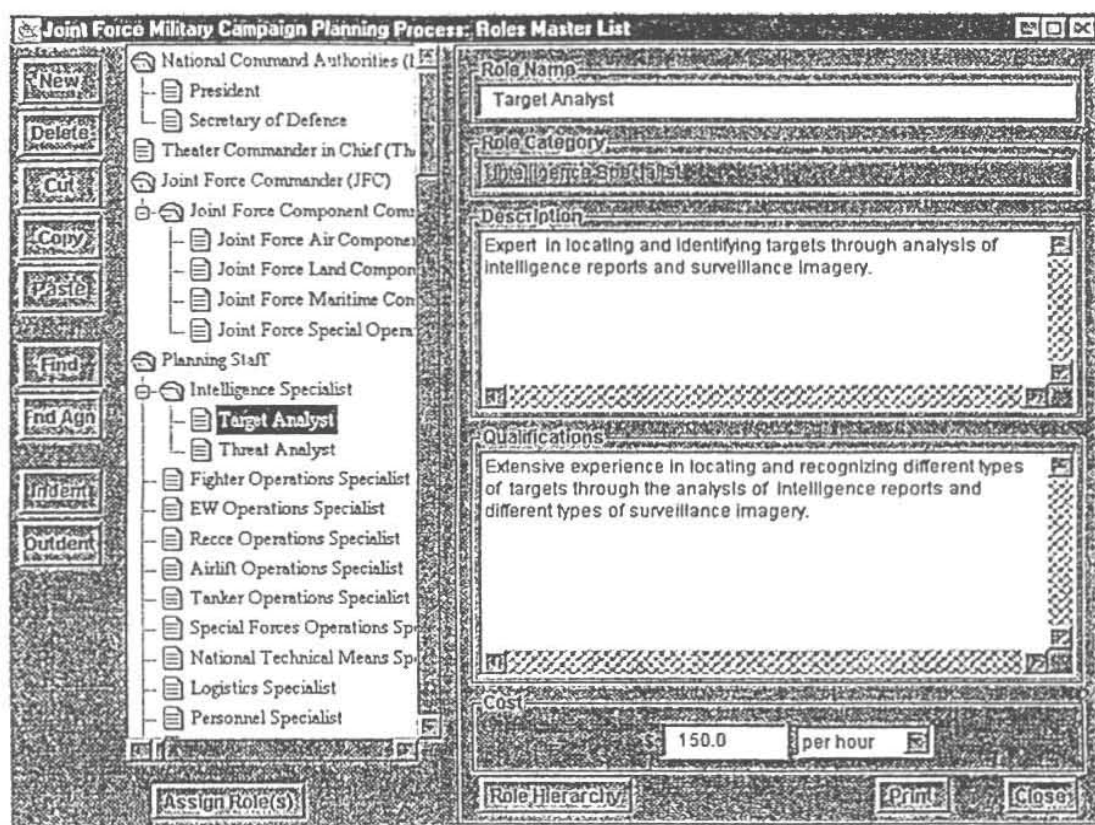 Joint Force Military Campaign Planning Process: Roles Master List
New
Delete
Cut
Copy
Paste
Find
Fnd Agn
Indent
Outdent
National Command Authorities (
President
Secretary of Defense
Theater Commander in Chief (Th
Joint Force Commander (JFC)
Joint Force Component Com
Joint Force Air Compone
Joint Force Land Compon
Joint Force Maritime Con
Joint Force Special Opera
Planning Staff
Intelligence Specialist
Target Analyst
Threat Analyst
Fighter Operations Specialist
EW Operations Specialist
Recce Operations Specialist
Airlift Operations Specialist
Tanker Operations Specialist
Special Forces Operations Spe
National Technical Means Sp
Logistics Specialist
Personnel Specialist
Assign Role(s)
Role Name
Target Analyst
Role Category
Intelligence Specialist
Description
Expert in locating and identifying targets through analysis of
intelligence reports and surveillance imagery.
Qualifications
Extensive experience in locating and recognizing different types
of targets through the analysis of intelligence reports and
different types of surveillance imagery.
Cost
$ 150.0 per hour
Role Hierarchy Print Close